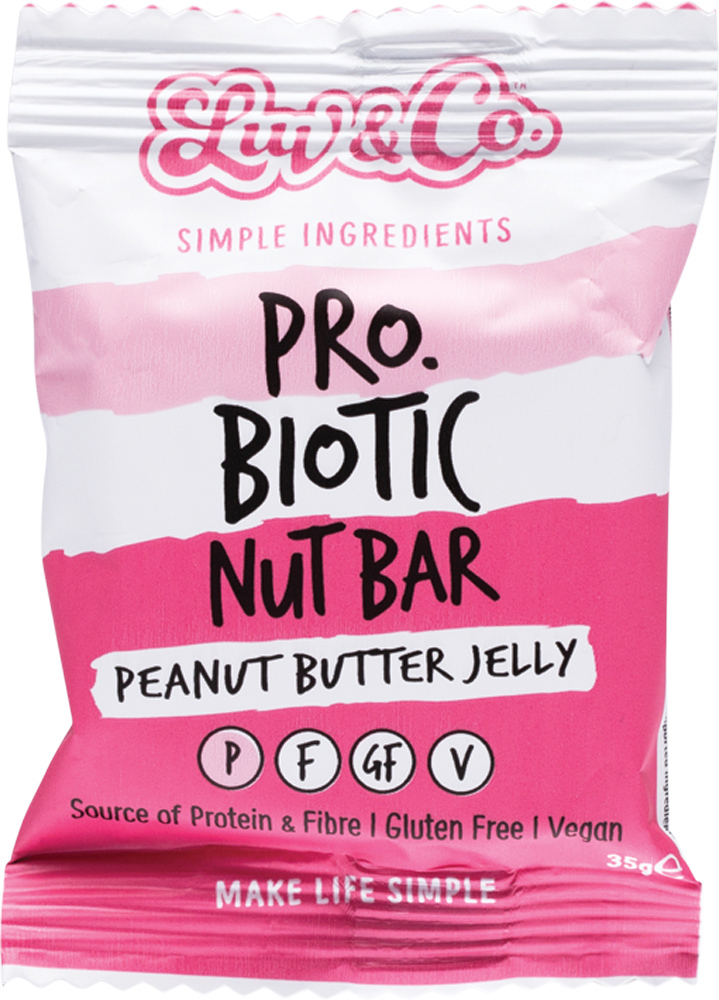 Luv&Co. ™
SIMPLE INGREDIENTS
PRO.
BIOTIC
NUT BAR
PEANUT BUTTER JELLY
P F GF V
Source of Protein & Fibre | Gluten Free | Vegan
35g
MAKE LIFE SIMPLE